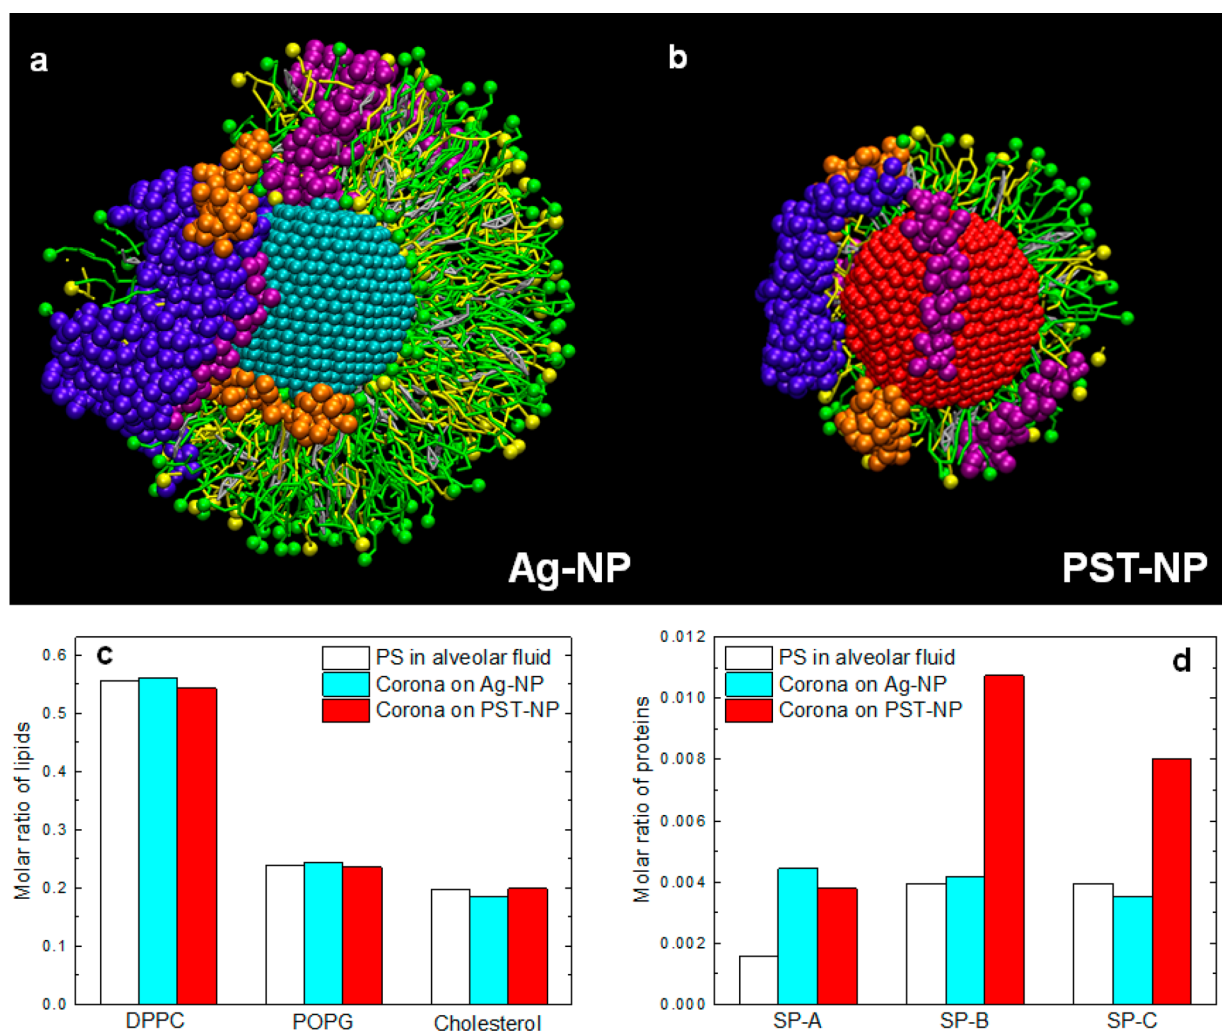 a
b
Ag-NP
PST-NP
c
PS in alveolar fluid
Corona on Ag-NP
Corona on PST-NP
Molar ratio of lipids
0.6
0.5
0.4
0.3
0.2
0.1
0.0
DPPC
POPG
Cholesterol
d
PS in alveolar fluid
Corona on Ag-NP
Corona on PST-NP
Molar ratio of proteins
0.012
0.010
0.008
0.006
0.004
0.002
0.000
SP-A
SP-B
SP-C